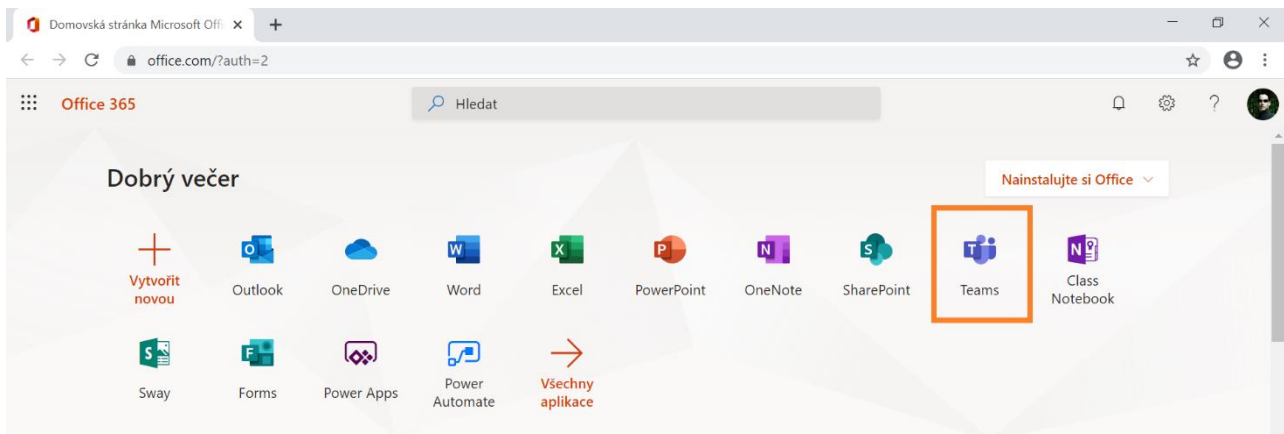 Domovská stránka Microsoft Offi
office.com/?auth=2
Office 365
Hledat
Dobrý večer
Nainstalujte si Office
Vytvořit
novou
Outlook
OneDrive
Word
Excel
PowerPoint
OneNote
SharePoint
Teams
Class
Notebook
Sway
Forms
Power Apps
Power
Automate
Všechny
aplikace